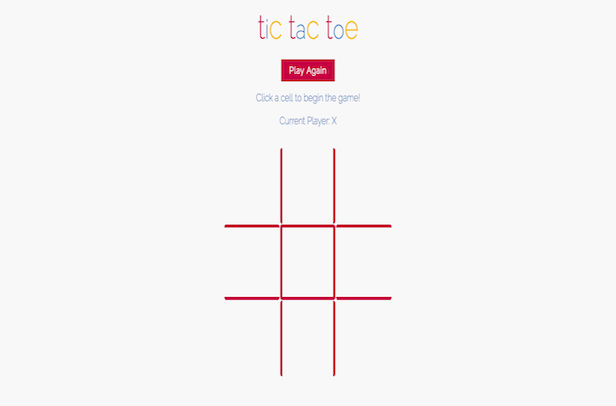 tic tac toe
Play Again
Click a cell to begin the game!
Current Player: X